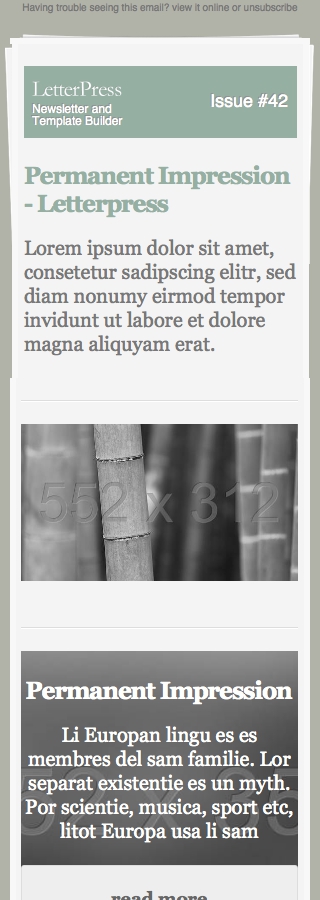 Having trouble seeing this email? view it online or unsubscribe
LetterPress
Newsletter and
Template Builder
Issue #42
Permanent Impression
- Letterpress
Lorem ipsum dolor sit amet,
consetetur sadipscing elitr, sed
diam nonumy eirmod tempor
invidunt ut labore et dolore
magna aliquyam erat.
552 x 312
Permanent Impression
Li Europan lingu es es
membres del sam familie. Lor
separat existentie es un myth.
Por scientie, musica, sport etc,
litot Europa usa li sam
read more